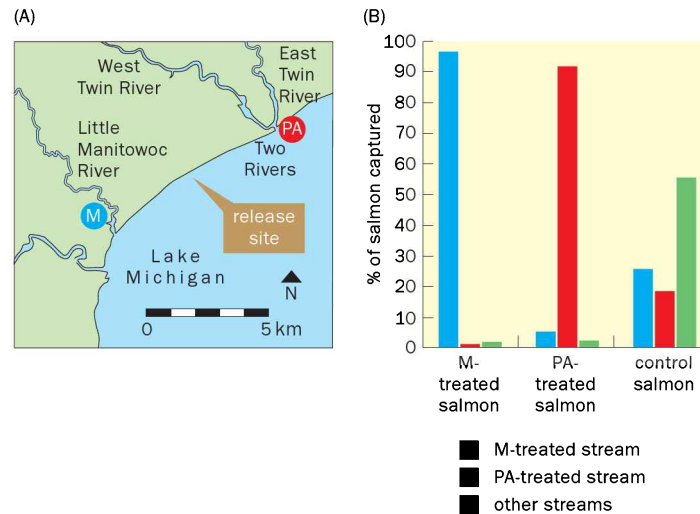 (A)
West
Twin River
East
Twin
River
Little
Manitowoc
River
PA
Two
Rivers
M
release
site
Lake
Michigan
N
0
5 km
(B)
% of salmon captured
100
90
80
70
60
50
40
30
20
10
0
M-
treated
salmon
PA-
treated
salmon
control
salmon
M-treated stream
PA-treated stream
other streams